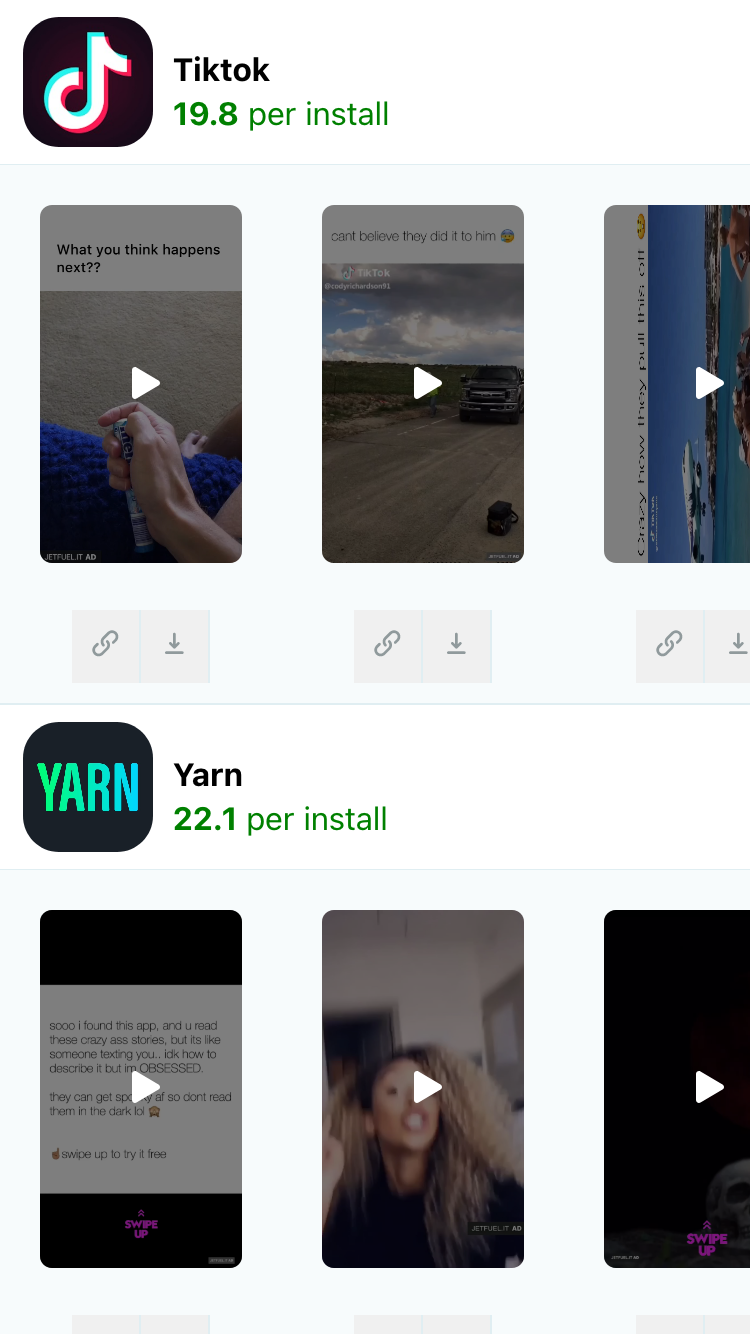 Tiktok
19.8 per install
What you think happens
next??
JETFUEL.IT AD
cant believe they did it to him 😰
TikTok
@codyrichardson91
JETFUEL.IT AD
Crazy how they pull this off
TikTok
YARN
Yarn
22.1 per install
sooo i found this app, and u read
these crazy ass stories, but its like
someone texting you.. idk how to
describe it but im OBSESSED.
they can get spooky af so dont read
them in the dark lol 🙈
☝🏾swipe up to try it free
SWIPE
UP
JETFUEL.IT AD
JETFUEL.IT AD
SWIPE
UP
JETFUEL.IT AD